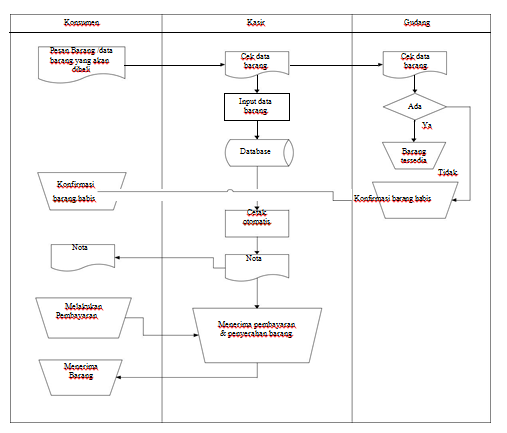 Konsumen
Kasir
Gudang
Pesan Barang /data
barang yang akan
dibali
Cek data
barang
Cek data
barang
Input data
barang
Ada
Ya
Database
Barang
tersedia
Tidak
Konfirmasi
barang habis
Konfirmasi barang habis
Cetak
otomatis
Nota
Nota
Melakukan
Pembayaran
Menerima pembayaran
& penyerahan barang
Menerima
Barang